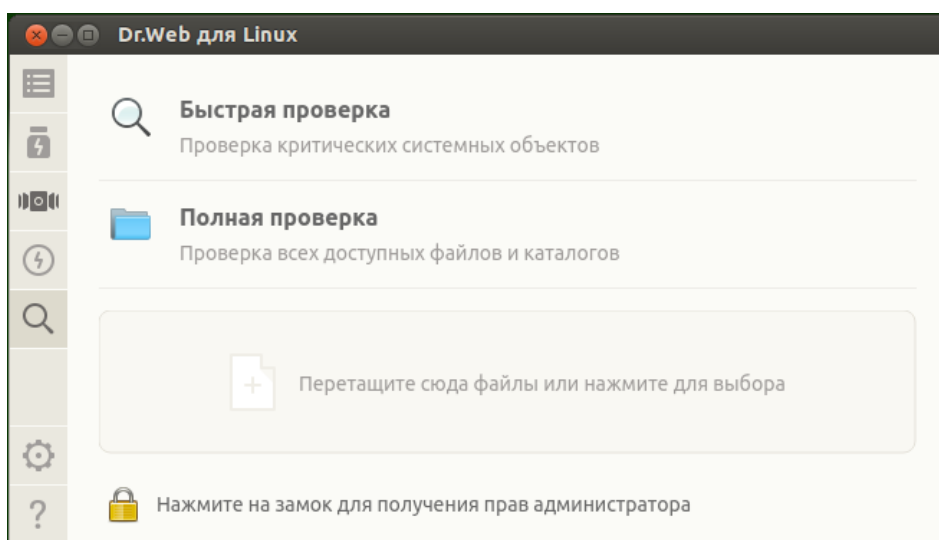 Dr.Web для Linux
Быстрая проверка
Проверка критических системных объектов
Полная проверка
Проверка всех доступных файлов и каталогов
Перетащите сюда файлы или нажмите для выбора
Нажмите на замок для получения прав администратора